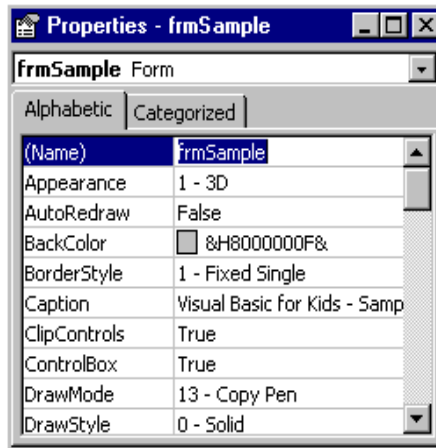 Properties - frmSample
frmSample Form
Alphabetic Categorized
(Name) frmSample
Appearance 1 - 3D
AutoRedraw False
BackColor &H8000000F&
BorderStyle 1 - Fixed Single
Caption Visual Basic for Kids - Samp
ClipControls True
ControlBox True
DrawMode 13 - Copy Pen
DrawStyle 0 - Solid